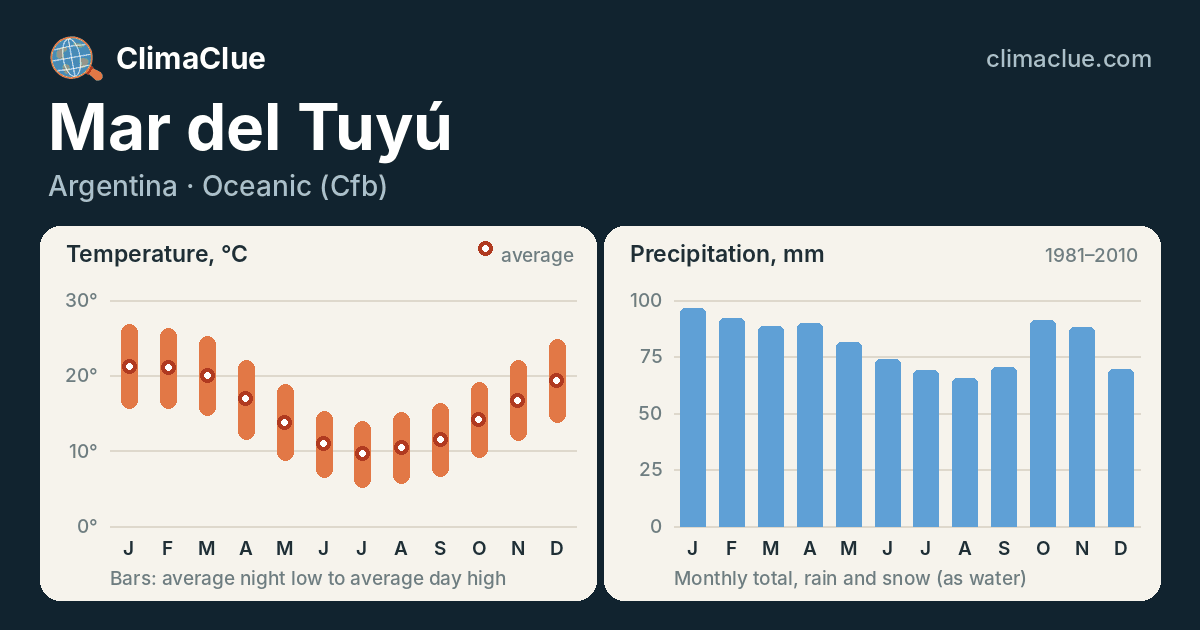 ClimaClue
climaclue.com
Mar del Tuyú
Argentina · Oceanic (Cfb)
Temperature, °C
average
30°
20°
10°
0°
J F M A M J J A S O N D
Bars: average night low to average day high
Precipitation, mm
1981–2010
100
75
50
25
0
J F M A M J J A S O N D
Monthly total, rain and snow (as water)